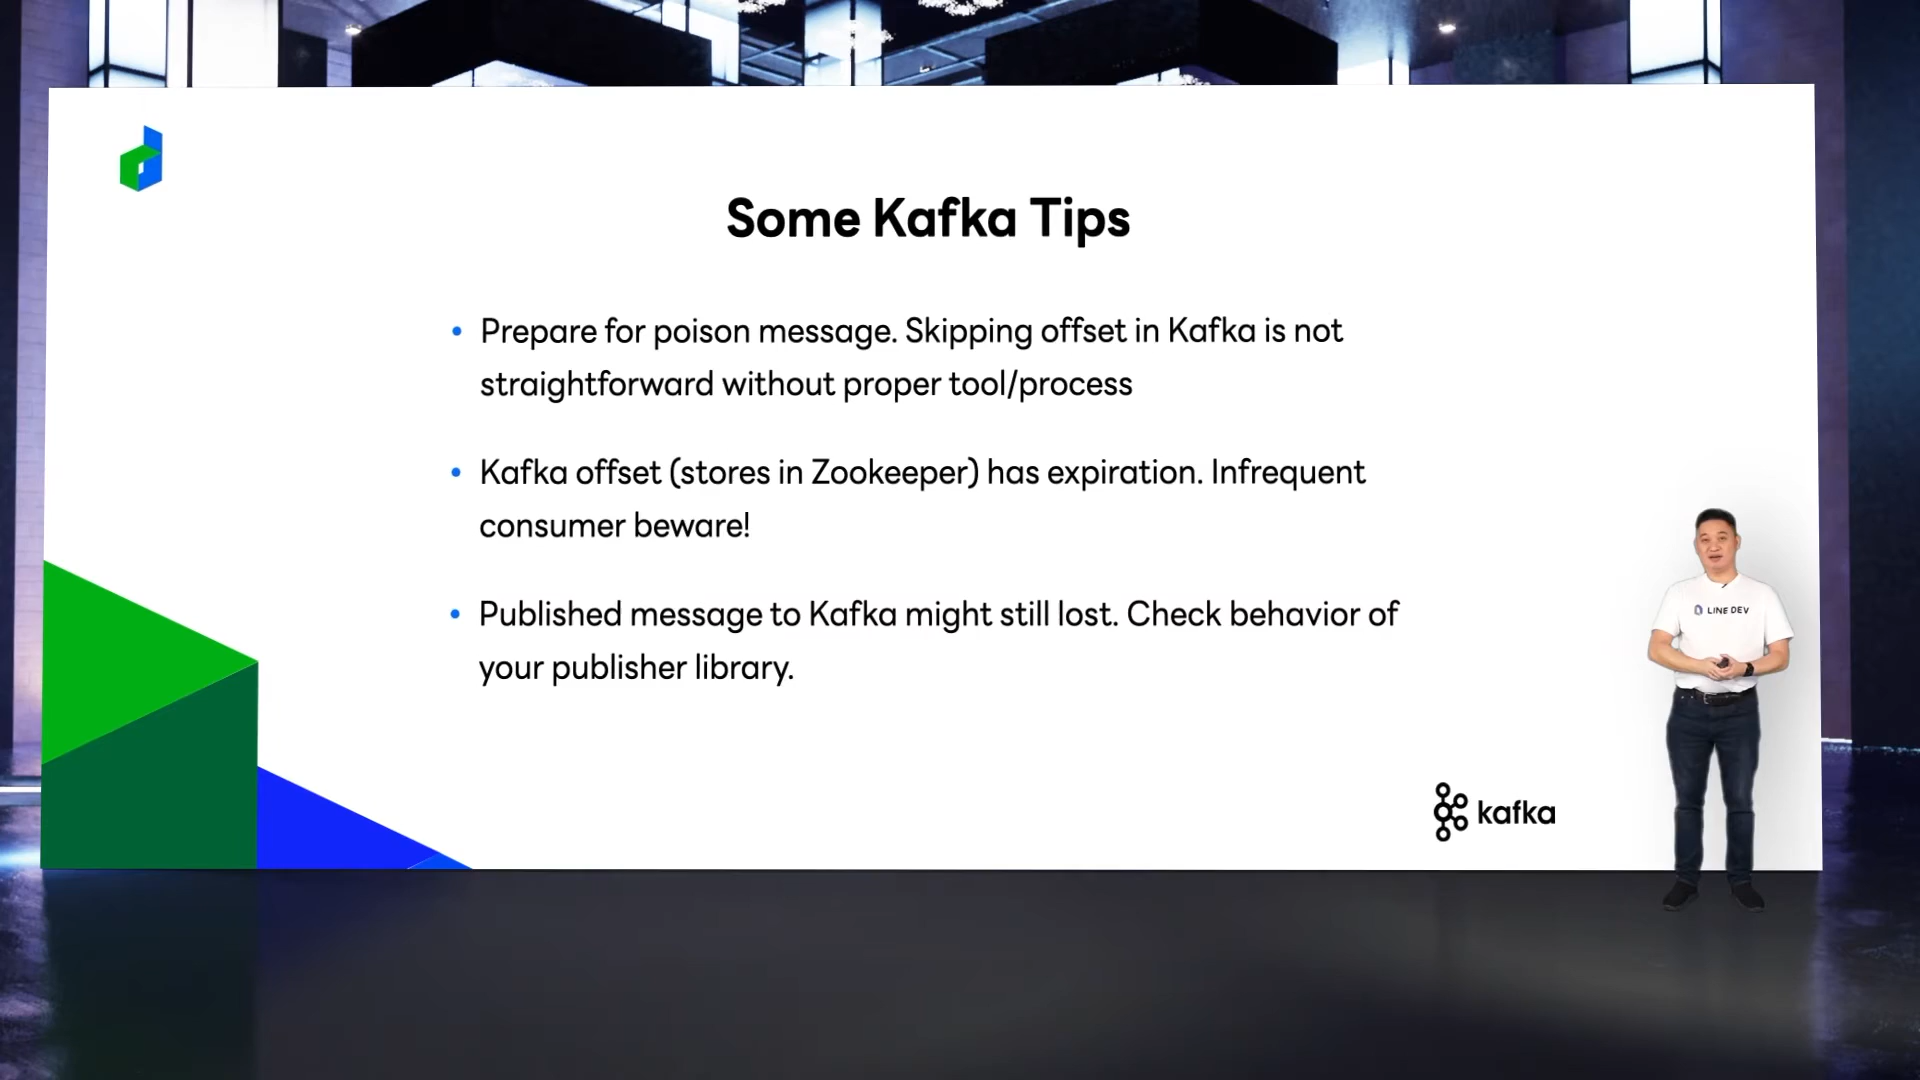 Some Kafka Tips
• Prepare for poison message. Skipping offset in Kafka is not
straightforward without proper tool/process
• Kafka offset (stores in Zookeeper) has expiration. Infrequent
consumer beware!
• Published message to Kafka might still lost. Check behavior of
your publisher library.
LINE DEV
kafka